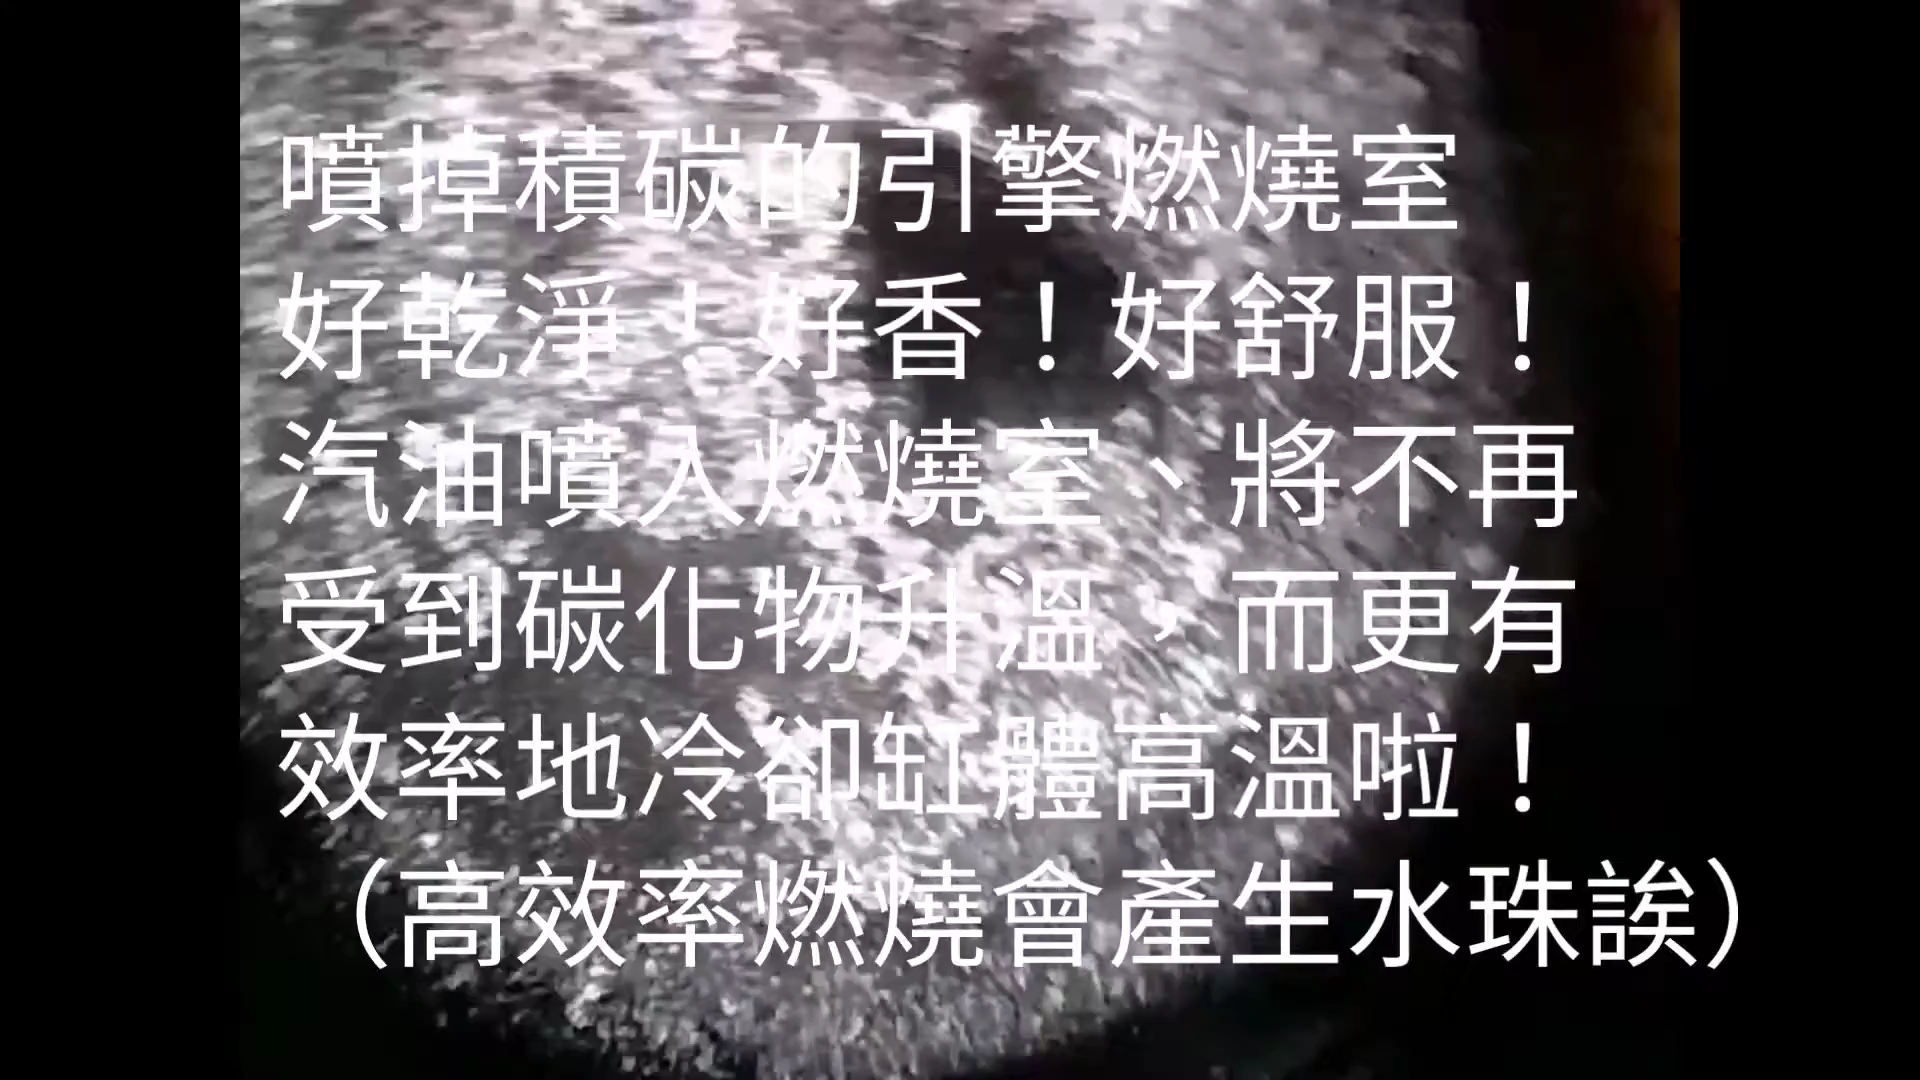 噴掉積碳的引擎燃燒室
好乾淨！好香！好舒服！
汽油噴入燃燒室、將不再
受到碳化物升溫，而更有
效率地冷卻缸體高溫啦！
（高效率燃燒會產生水珠誒）